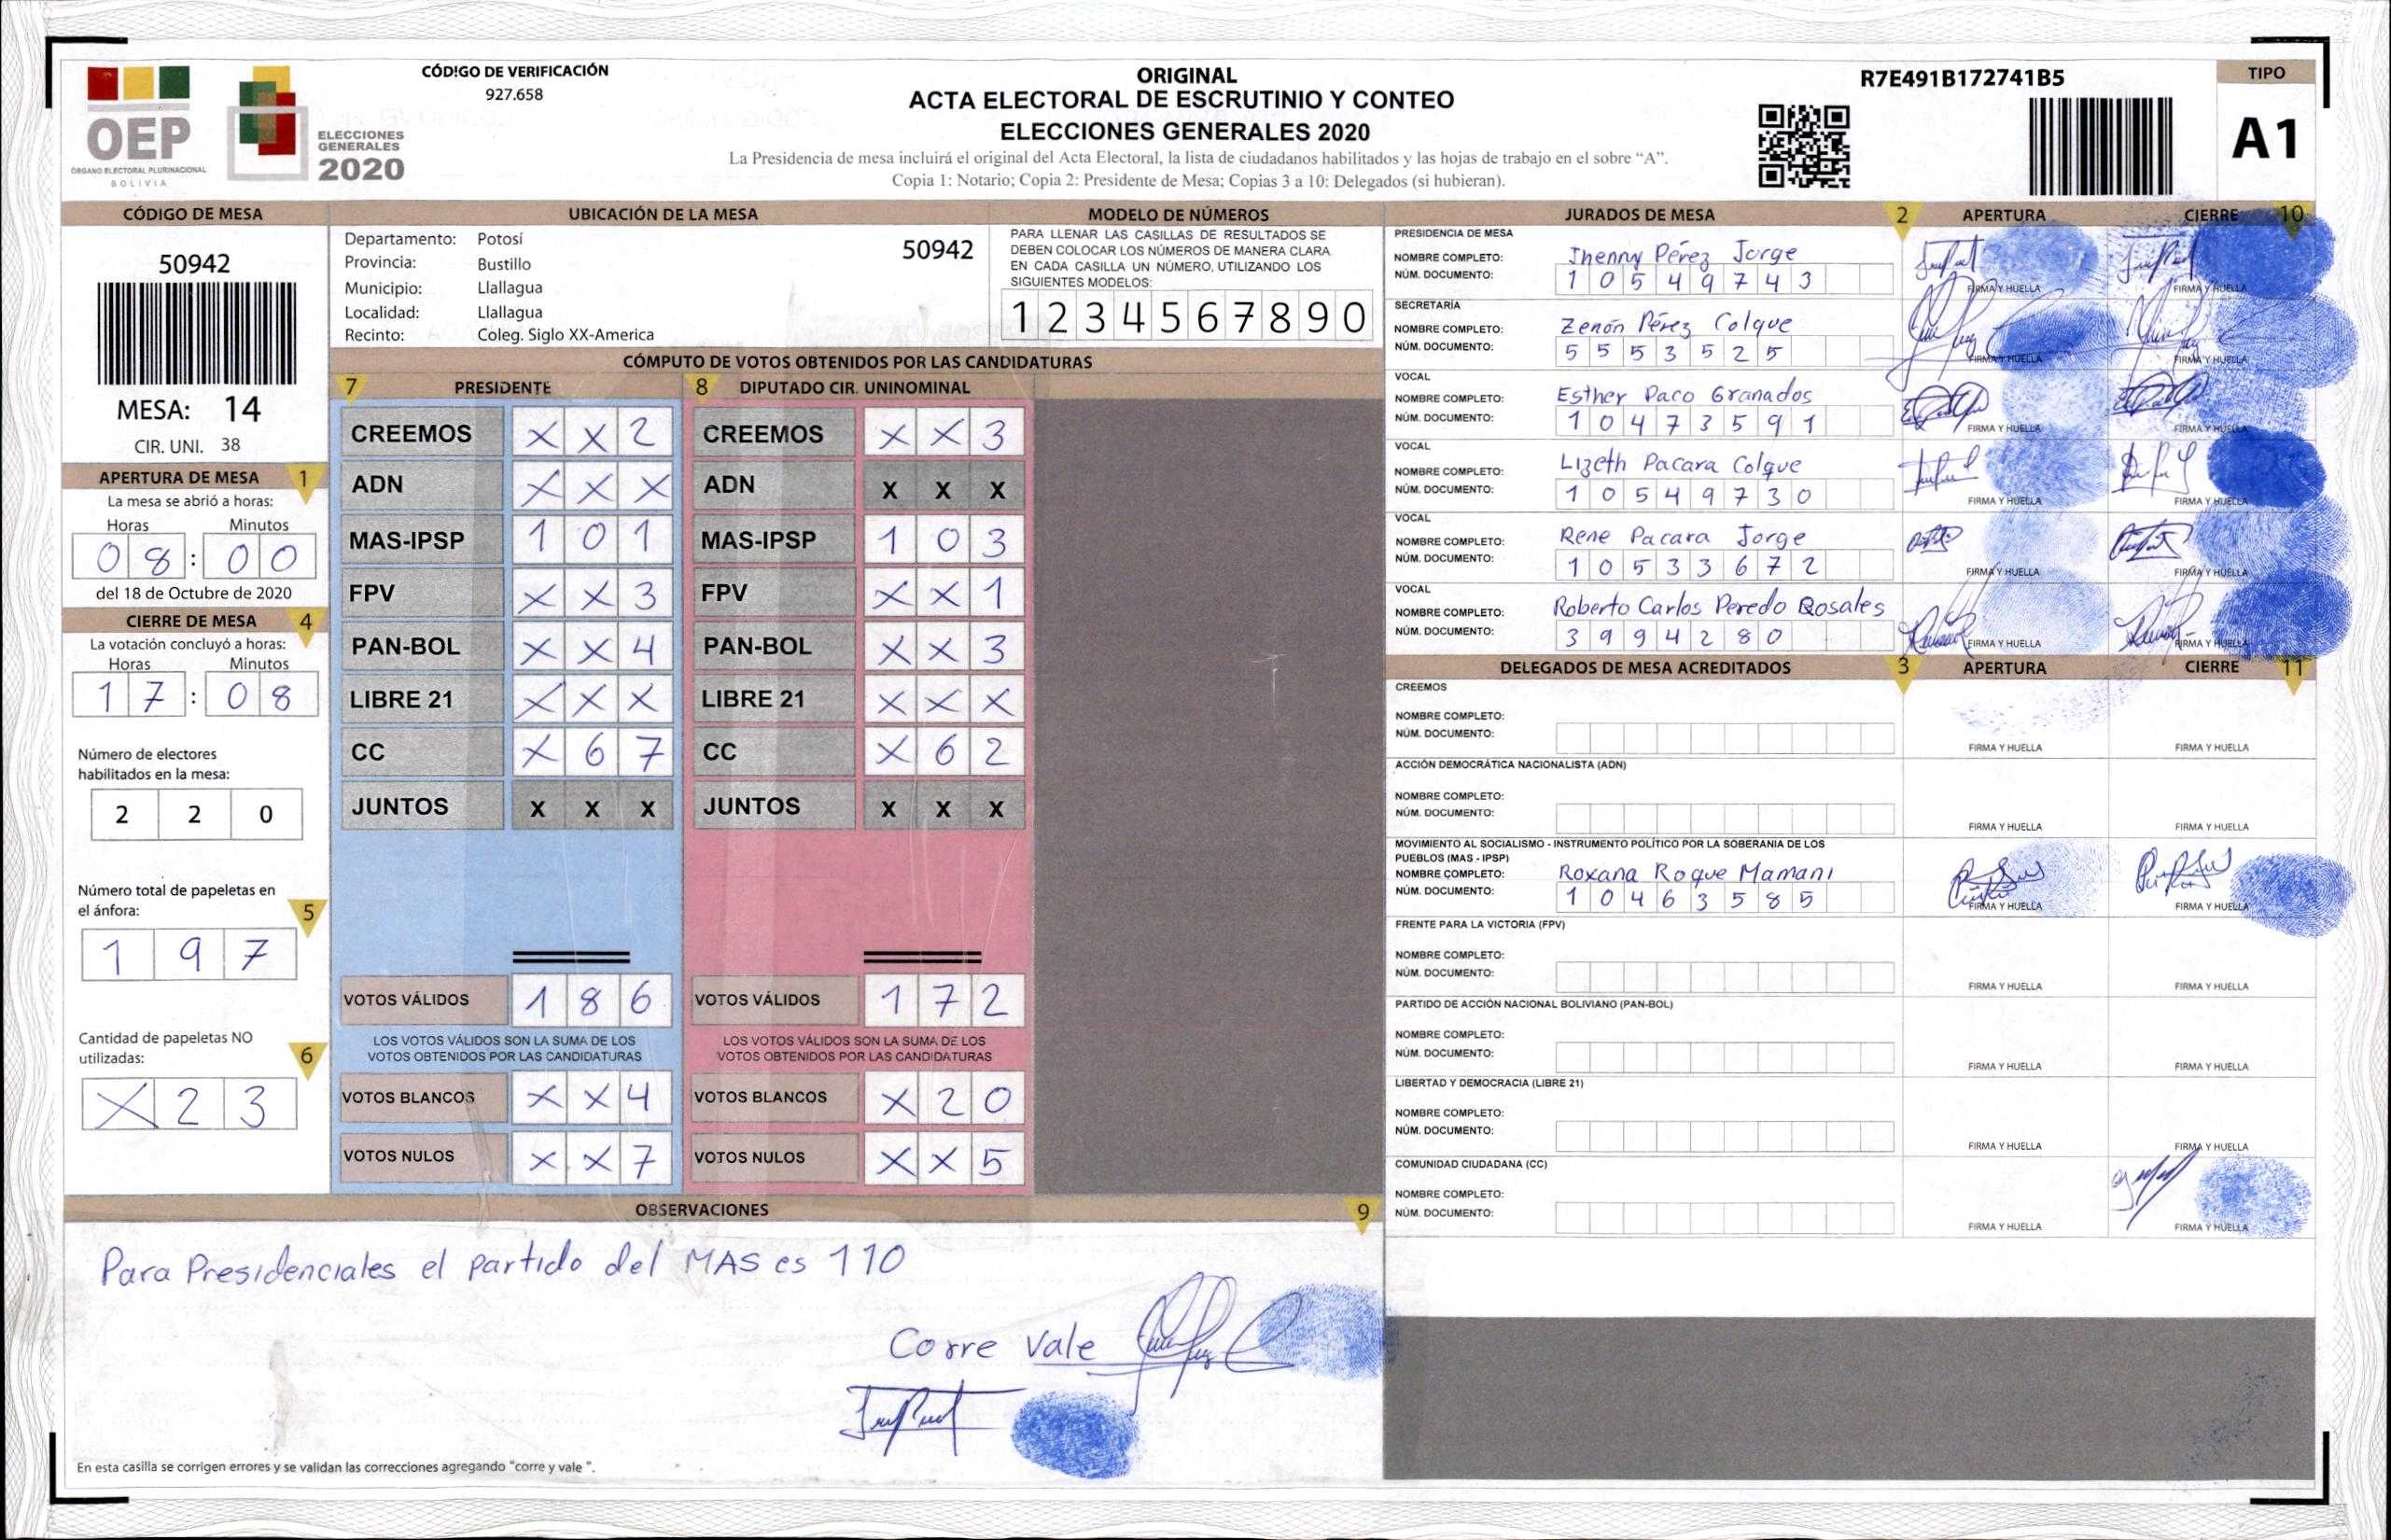 OEP
ÓRGANO ELECTORAL PLURINACIONAL
BOLIVIA
ELECCIONES
GENERALES
2020
CÓDIGO DE VERIFICACIÓN
927.658
ORIGINAL
ACTA ELECTORAL DE ESCRUTINIO Y CONTEO
ELECCIONES GENERALES 2020
La Presidencia de mesa incluirá el original del Acta Electoral, la lista de ciudadanos habilitados y las hojas de trabajo en el sobre “A”.
Copia 1: Notario; Copia 2: Presidente de Mesa; Copias 3 a 10: Delegados (si hubieran).
R7E491B172741B5
TIPO
A1
CÓDIGO DE MESA
50942
MESA: 14
CIR. UNI. 38
APERTURA DE MESA 1
La mesa se abrió a horas:
Horas Minutos
0 8 : 0 0
del 18 de Octubre de 2020
CIERRE DE MESA 4
La votación concluyó a horas:
Horas Minutos
1 7 : 0 8
Número de electores
habilitados en la mesa:
2 2 0
Número total de papeletas en
el ánfora: 5
1 9 7
Cantidad de papeletas NO
utilizadas: 6
X 2 3
UBICACIÓN DE LA MESA
Departamento: Potosí
50942
Provincia: Bustillo
Municipio: Llallagua
Localidad: Llallagua
Recinto: Coleg. Siglo XX-America
MODELO DE NÚMEROS
PARA LLENAR LAS CASILLAS DE RESULTADOS SE
DEBEN COLOCAR LOS NÚMEROS DE MANERA CLARA.
EN CADA CASILLA UN NÚMERO, UTILIZANDO LOS
SIGUIENTES MODELOS:
1 2 3 4 5 6 7 8 9 0
CÓMPUTO DE VOTOS OBTENIDOS POR LAS CANDIDATURAS
7 PRESIDENTE 8 DIPUTADO CIR. UNINOMINAL
CREEMOS X X 2 CREEMOS X X 3
ADN X X X ADN X X X
MAS-IPSP 1 0 1 MAS-IPSP 1 0 3
FPV X X 3 FPV X X 1
PAN-BOL X X 4 PAN-BOL X X 3
LIBRE 21 X X X LIBRE 21 X X X
CC X 6 7 CC X 6 2
JUNTOS X X X JUNTOS X X X
VOTOS VÁLIDOS 1 8 6 VOTOS VÁLIDOS 1 7 2
LOS VOTOS VÁLIDOS SON LA SUMA DE LOS LOS VOTOS VÁLIDOS SON LA SUMA DE LOS
VOTOS OBTENIDOS POR LAS CANDIDATURAS VOTOS OBTENIDOS POR LAS CANDIDATURAS
VOTOS BLANCOS X X 4 VOTOS BLANCOS X 2 0
VOTOS NULOS X X 7 VOTOS NULOS X X 5
OBSERVACIONES 9
Para Presidenciales el partido del MAS es 110
Corre Vale
En esta casilla se corrigen errores y se validan las correcciones agregando “corre y vale ”.
JURADOS DE MESA 2 APERTURA CIERRE 10
PRESIDENCIA DE MESA
NOMBRE COMPLETO: Jhenny Pérez Jorge
NÚM. DOCUMENTO: 1 0 5 4 9 7 4 3
FIRMA Y HUELLA FIRMA Y HUELLA
SECRETARÍA
NOMBRE COMPLETO: Zenón Pérez Colque
NÚM. DOCUMENTO: 5 5 5 3 5 2 5
FIRMA Y HUELLA FIRMA Y HUELLA
VOCAL
NOMBRE COMPLETO: Esther Paco Granados
NÚM. DOCUMENTO: 1 0 4 7 3 5 9 1
FIRMA Y HUELLA FIRMA Y HUELLA
VOCAL
NOMBRE COMPLETO: Lizeth Pacara Colque
NÚM. DOCUMENTO: 1 0 5 4 9 7 3 0
FIRMA Y HUELLA FIRMA Y HUELLA
VOCAL
NOMBRE COMPLETO: Rene Pacara Jorge
NÚM. DOCUMENTO: 1 0 5 3 3 6 7 2
FIRMA Y HUELLA FIRMA Y HUELLA
VOCAL
NOMBRE COMPLETO: Roberto Carlos Peredo Rosales
NÚM. DOCUMENTO: 3 9 9 4 2 8 0
FIRMA Y HUELLA FIRMA Y HUELLA
DELEGADOS DE MESA ACREDITADOS 3 APERTURA CIERRE 11
CREEMOS
NOMBRE COMPLETO:
NÚM. DOCUMENTO:
FIRMA Y HUELLA FIRMA Y HUELLA
ACCIÓN DEMOCRÁTICA NACIONALISTA (ADN)
NOMBRE COMPLETO:
NÚM. DOCUMENTO:
FIRMA Y HUELLA FIRMA Y HUELLA
MOVIMIENTO AL SOCIALISMO - INSTRUMENTO POLÍTICO POR LA SOBERANIA DE LOS
PUEBLOS (MAS - IPSP)
NOMBRE COMPLETO: Roxana Roque Mamani
NÚM. DOCUMENTO: 1 0 4 6 3 5 8 5
FIRMA Y HUELLA FIRMA Y HUELLA
FRENTE PARA LA VICTORIA (FPV)
NOMBRE COMPLETO:
NÚM. DOCUMENTO:
FIRMA Y HUELLA FIRMA Y HUELLA
PARTIDO DE ACCIÓN NACIONAL BOLIVIANO (PAN-BOL)
NOMBRE COMPLETO:
NÚM. DOCUMENTO:
FIRMA Y HUELLA FIRMA Y HUELLA
LIBERTAD Y DEMOCRACIA (LIBRE 21)
NOMBRE COMPLETO:
NÚM. DOCUMENTO:
FIRMA Y HUELLA FIRMA Y HUELLA
COMUNIDAD CIUDADANA (CC)
NOMBRE COMPLETO:
NÚM. DOCUMENTO:
FIRMA Y HUELLA FIRMA Y HUELLA